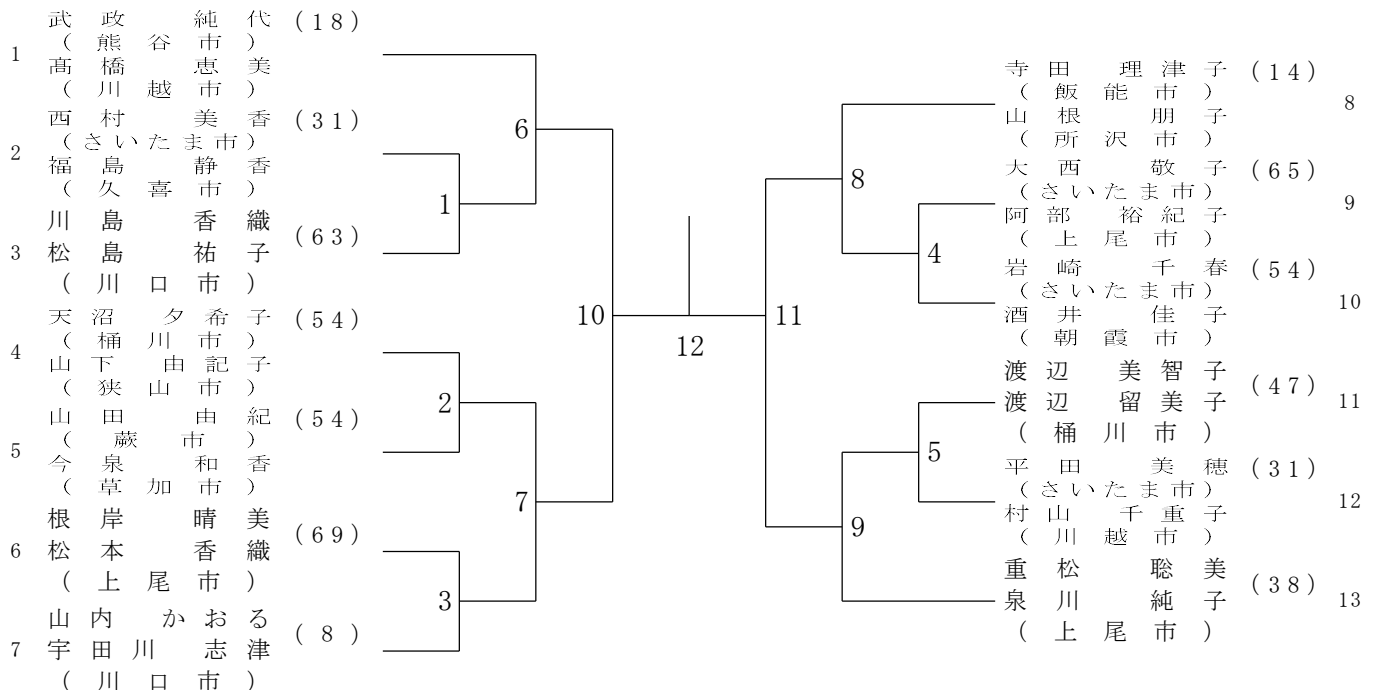 武政 純代 (18)
(熊谷市)
1
髙橋 恵美
(川越市)
西村 美香 (31)
(さいたま市)
2
福島 静香
(久喜市)
川島 香織
(63)
3 松島 祐子
(川口市)
天沼 夕希子 (54)
(桶川市)
4
山下 由記子
(狭山市)
山田 由紀 (54)
(蕨市)
5
今泉 和香
(草加市)
根岸 晴美
(69)
6 松本 香織
(上尾市)
山内 かおる
(8)
7 宇田川 志津
(川口市)
6
1
10
2
7
3
12
11
8
4
5
9
寺田 理津子 (14)
(飯能市)
8
山根 朋子
(所沢市)
大西 敬子 (65)
(さいたま市)
9
阿部 裕紀子
(上尾市)
岩崎 千春 (54)
(さいたま市)
10
酒井 佳子
(朝霞市)
渡辺 美智子
(47)
渡辺 留美子 11
(桶川市)
平田 美穂 (31)
(さいたま市)
12
村山 千重子
(川越市)
重松 聡美
(38)
泉川 純子 13
(上尾市)